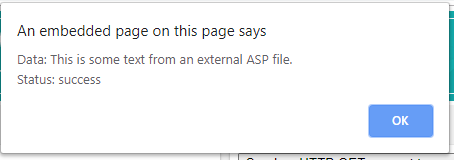 An embedded page on this page says
Data: This is some text from an external ASP file.
Status: success
OK